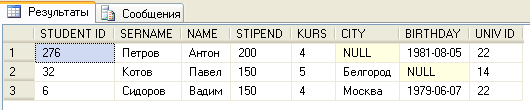 Результаты Сообщения
STUDENT ID SERNAME NAME STIPEND KURS CITY BIRTHDAY UNIV ID
1 276 Петров Антон 200 4 NULL 1981-08-05 22
2 32 Котов Павел 150 5 Белгород NULL 14
3 6 Сидоров Вадим 150 4 Москва 1979-06-07 22